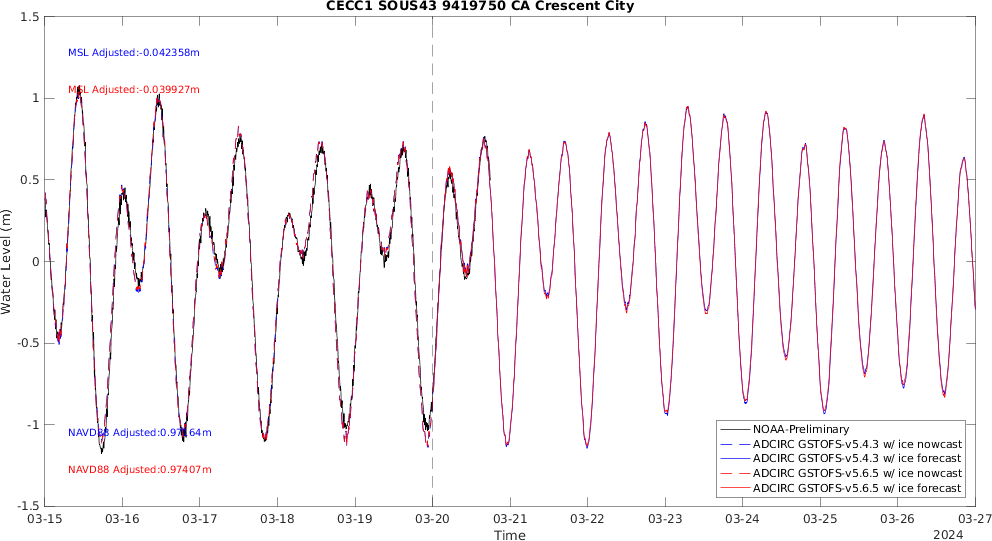 CECC1 SOUS43 9419750 CA Crescent City
1.5
1
0.5
0
-0.5
-1
-1.5
Water Level (m)
MSL Adjusted:-0.042358m
MSL Adjusted:-0.039927m
NAVD88 Adjusted:
NAVD88 Adjusted:0.97407m
NOAA-Preliminary
ADCIRC GSTOFS-v5.4.3 w/ ice nowcast
ADCIRC GSTOFS-v5.4.3 w/ ice forecast
ADCIRC GSTOFS-v5.6.5 w/ ice nowcast
ADCIRC GSTOFS-v5.6.5 w/ ice forecast
03-15 03-16 03-17 03-18 03-19 03-20 03-21 03-22 03-23 03-24 03-25 03-26 03-27
Time
2024